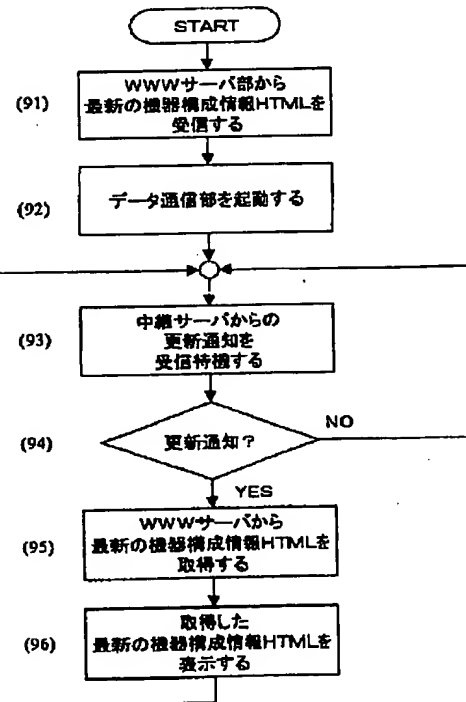 START
(91)
WWWサーバ部から
最新の機器構成情報HTMLを
受信する
(92)
データ通信部を起動する
(93)
中継サーバからの
更新通知を
受信待機する
(94)
更新通知?
NO
YES
(95)
WWWサーバから
最新の機器構成情報HTMLを
取得する
(96)
取得した
最新の機器構成情報HTMLを
表示する